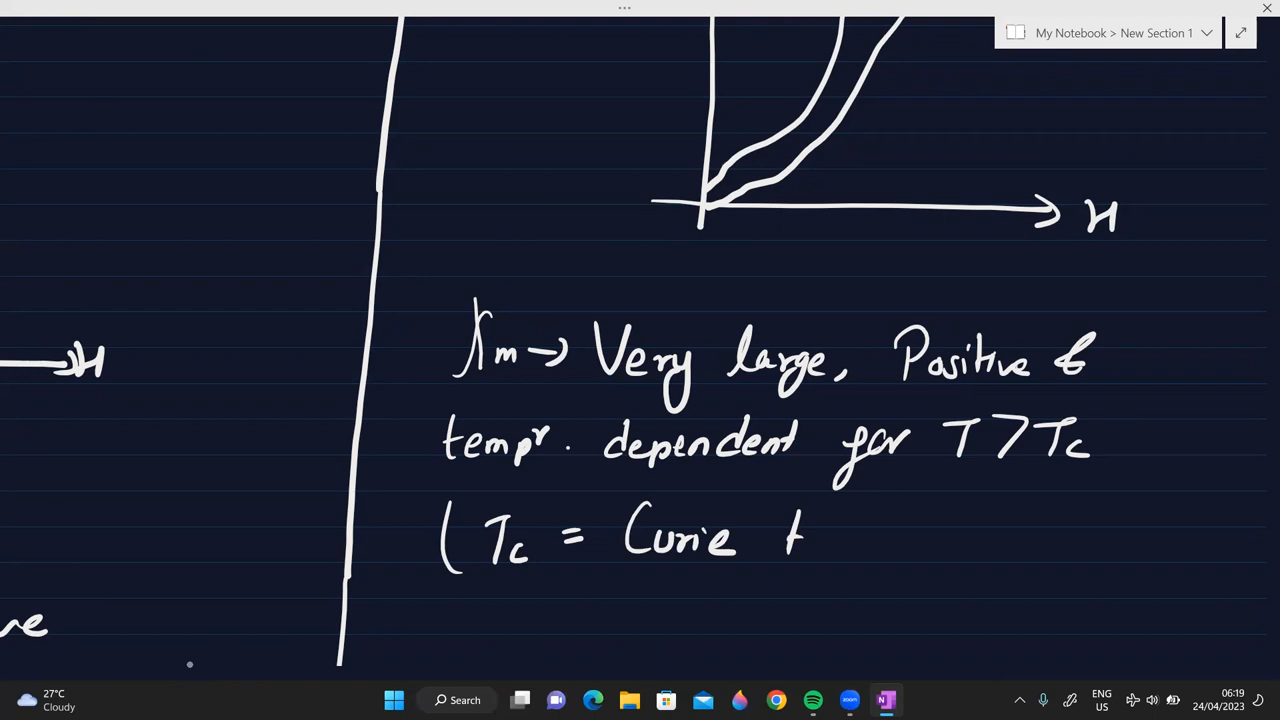 My Notebook > New Section 1
H
H
χm → Very large, Positive &
tempr. dependent for T > Tc
( Tc = Curie t
ve
27°C
Cloudy
Search
ENG
US
06:19
24/04/2023